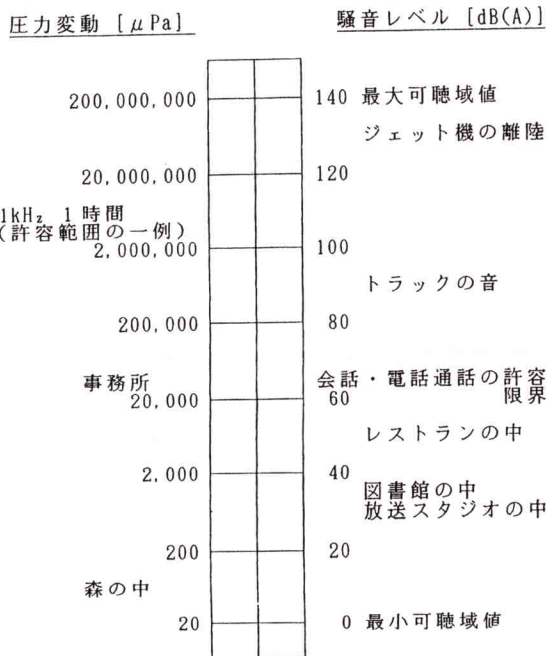 圧力変動 [μPa]
騒音レベル [dB(A)]
200,000,000
140 最大可聴域値
ジェット機の離陸
20,000,000
120
1kHz 1時間
(許容範囲の一例)
2,000,000
100
トラックの音
200,000
80
事務所
会話・電話通話の許容
限界
20,000
60
レストランの中
2,000
40
図書館の中
放送スタジオの中
200
20
森の中
20
0 最小可聴域値